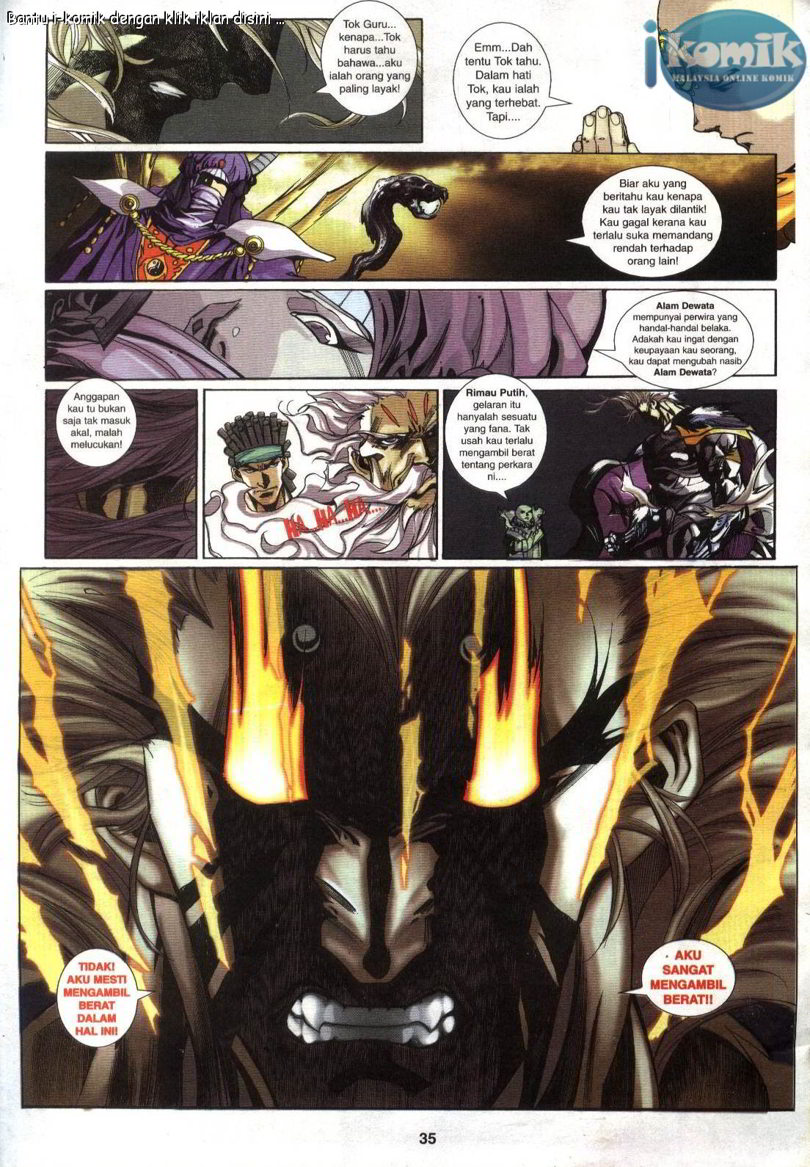 Bantu i-komik dengan klik iklan disini ...
ikomik
MALAYSIA ONLINE KOMIK
Tok Guru...
kenapa...Tok
harus tahu
bahawa...aku
ialah orang yang
paling layak!
Emm...Dah
tentu Tok tahu.
Dalam hati
Tok, kau ialah
yang terhebat.
Tapi....
Biar aku yang
beritahu kau kenapa
kau tak layak dilantik!
Kau gagal kerana kau
terlalu suka memandang
rendah terhadap
orang lain!
Alam Dewata
mempunyai perwira yang
handal-handal belaka.
Adakah kau ingat dengan
keupayaan kau seorang,
kau dapat mengubah nasib
Alam Dewata?
Anggapan
kau tu bukan
saja tak masuk
akal, malah
melucukan!
HA...HA...HA....
Rimau Putih,
gelaran itu
hanyalah sesuatu
yang fana. Tak
usah kau terlalu
mengambil berat
tentang perkara
ni....
TIDAK!
AKU MESTI
MENGAMBIL
BERAT
DALAM
HAL INI!
AKU
SANGAT
MENGAMBIL
BERATI!!
35